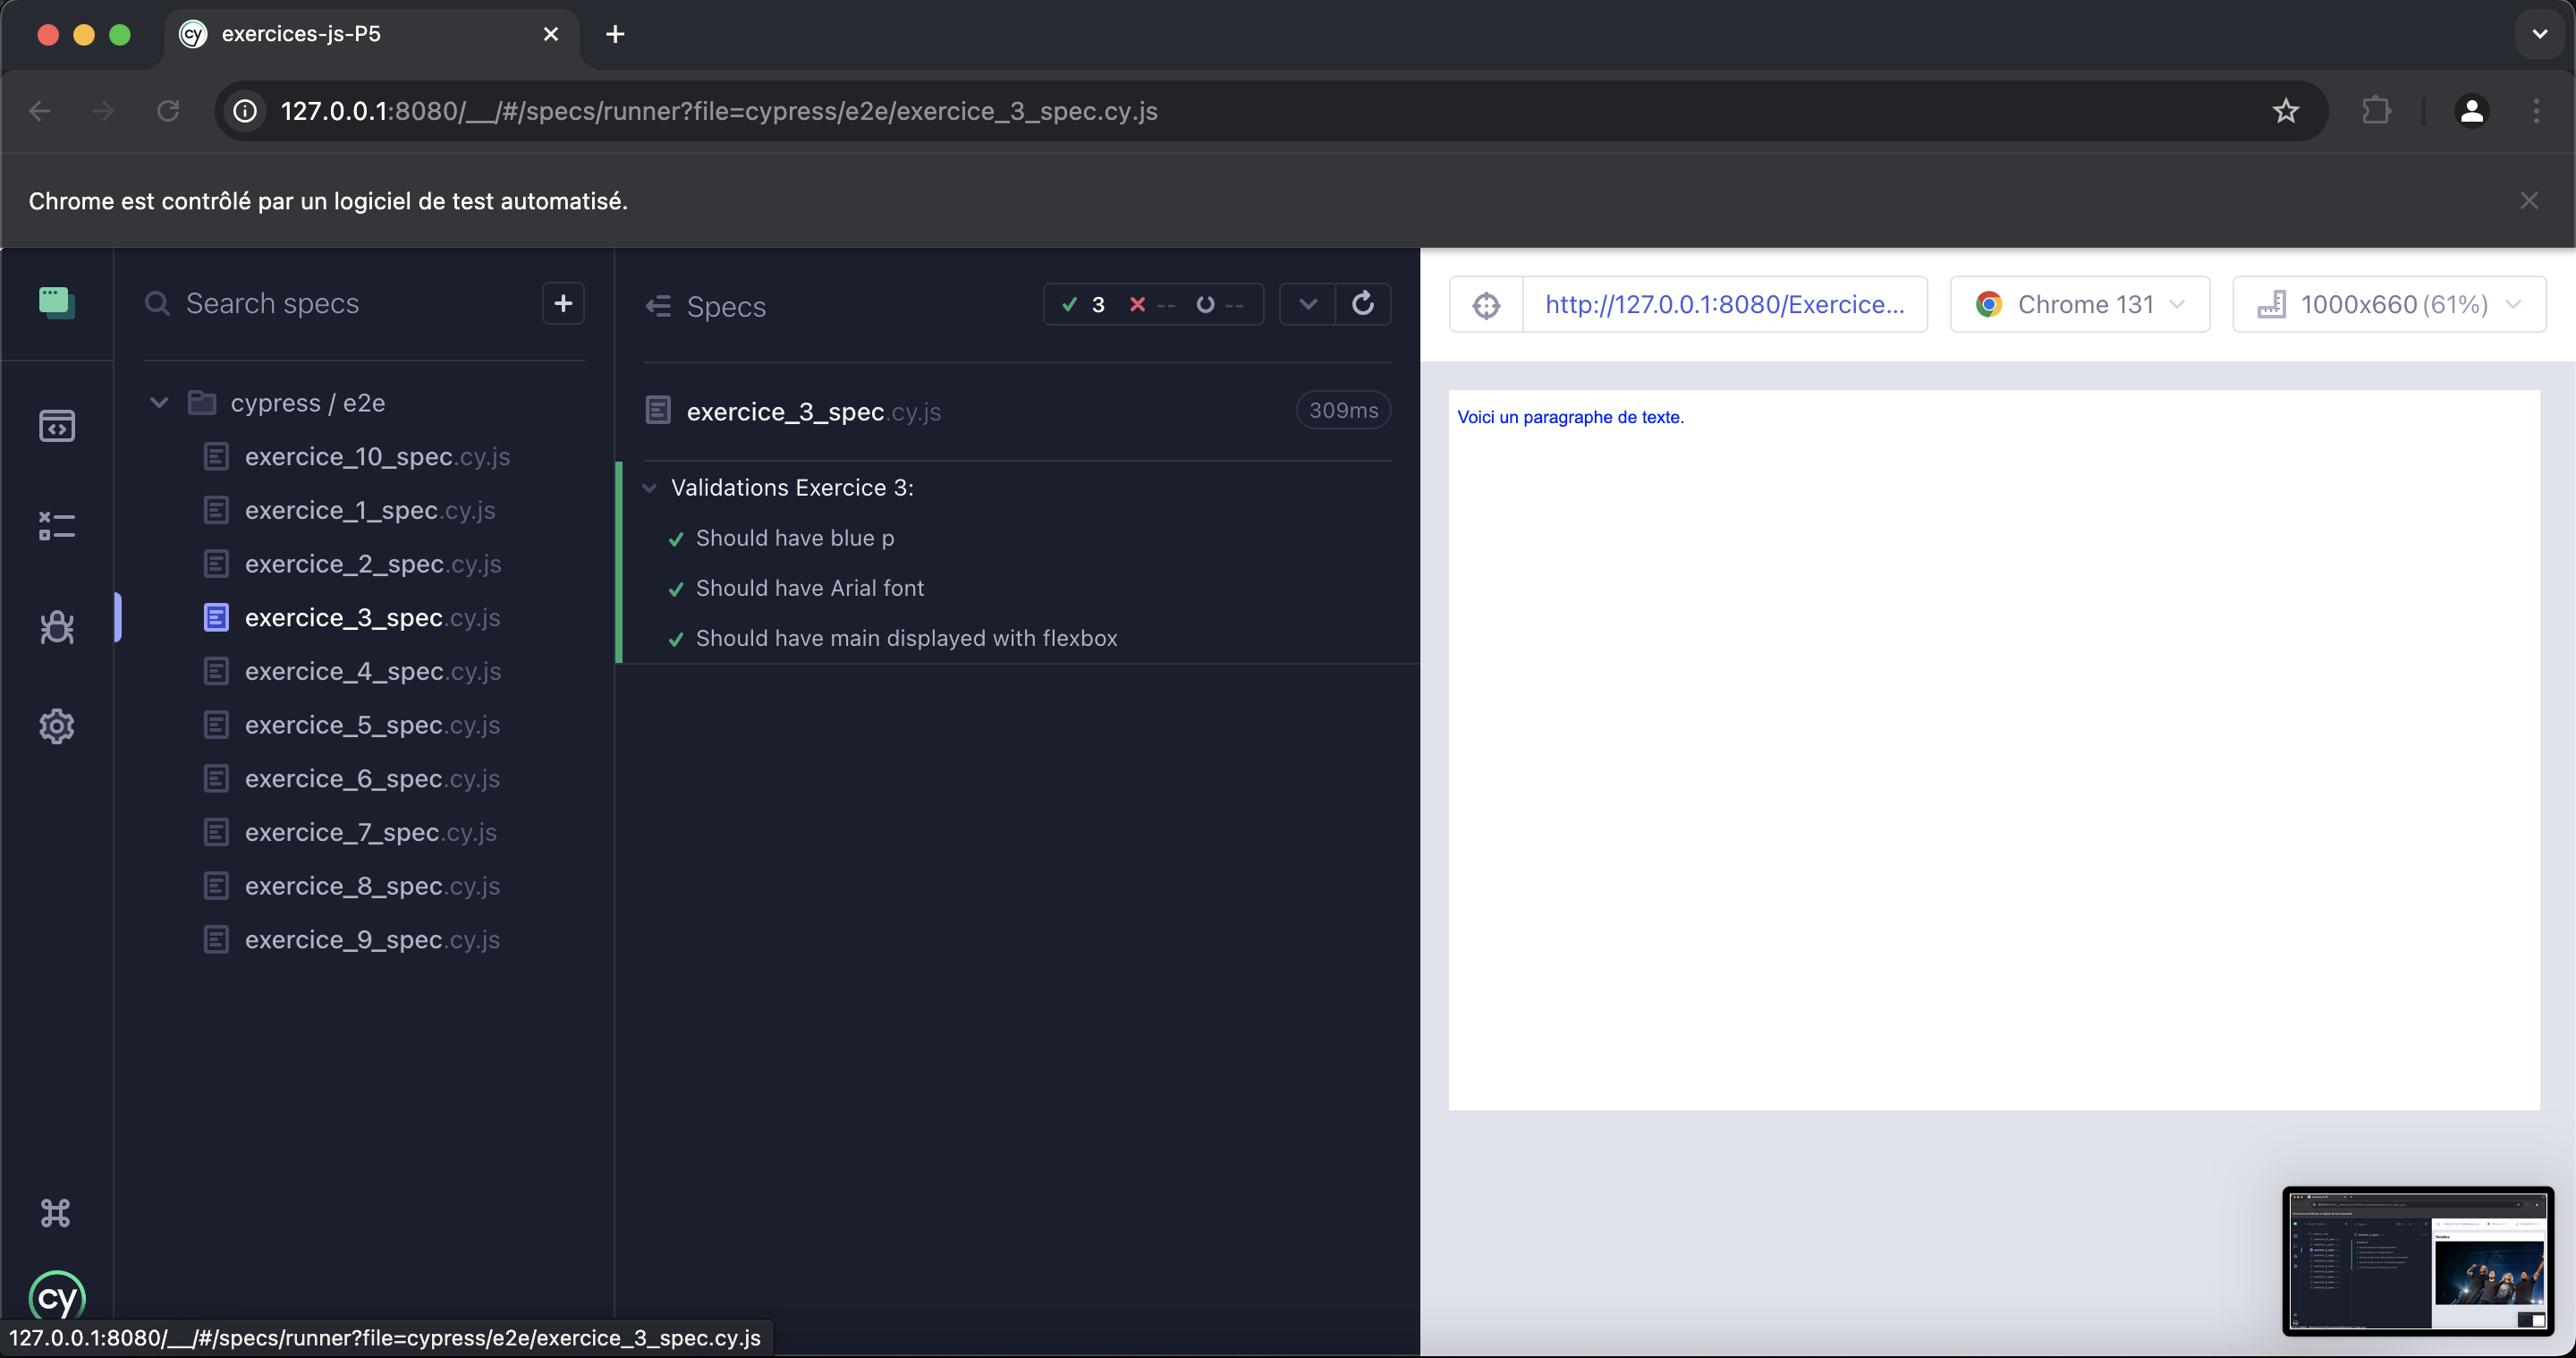 exercices-js-P5
127.0.0.1:8080/__/#/specs/runner?file=cypress/e2e/exercice_3_spec.cy.js
Chrome est contrôlé par un logiciel de test automatisé.
Search specs
cypress / e2e
exercice_10_spec.cy.js
exercice_1_spec.cy.js
exercice_2_spec.cy.js
exercice_3_spec.cy.js
exercice_4_spec.cy.js
exercice_5_spec.cy.js
exercice_6_spec.cy.js
exercice_7_spec.cy.js
exercice_8_spec.cy.js
exercice_9_spec.cy.js
cy
Specs
3 -- --
exercice_3_spec.cy.js
309ms
Validations Exercice 3:
Should have blue p
Should have Arial font
Should have main displayed with flexbox
http://127.0.0.1:8080/Exercice...
Chrome 131
1000x660 (61%)
Voici un paragraphe de texte.
127.0.0.1:8080/__/#/specs/runner?file=cypress/e2e/exercice_3_spec.cy.js